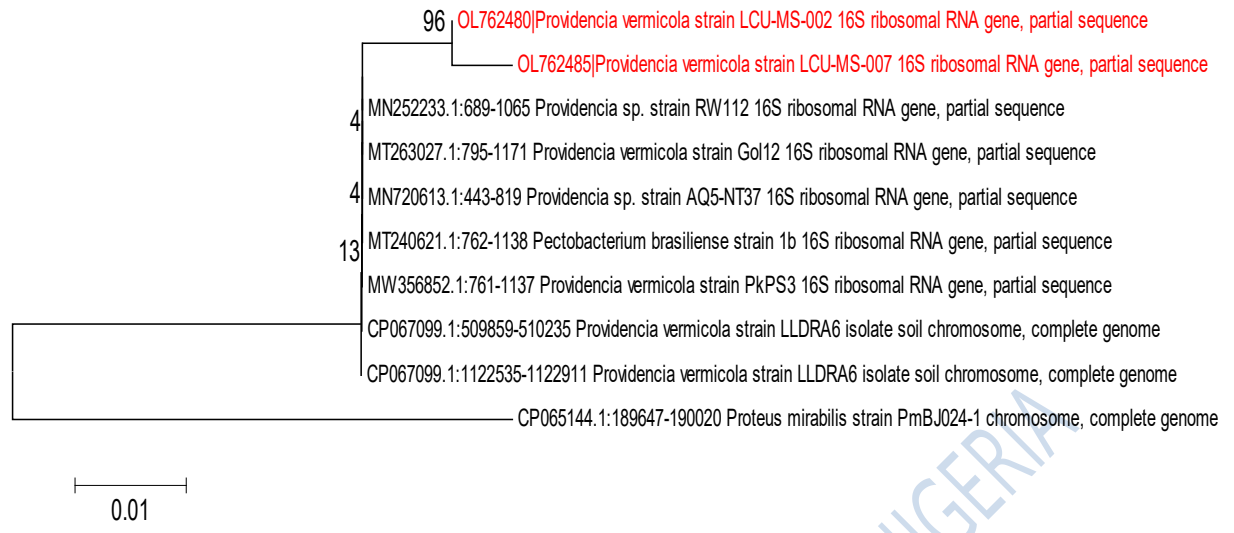 96 OL762480|Providencia vermicola strain LCU-MS-002 16S ribosomal RNA gene, partial sequence
OL762485|Providencia vermicola strain LCU-MS-007 16S ribosomal RNA gene, partial sequence
MN252233.1:689-1065 Providencia sp. strain RW112 16S ribosomal RNA gene, partial sequence
4
MT263027.1:795-1171 Providencia vermicola strain Gol12 16S ribosomal RNA gene, partial sequence
4 MN720613.1:443-819 Providencia sp. strain AQ5-NT37 16S ribosomal RNA gene, partial sequence
13 MT240621.1:762-1138 Pectobacterium brasiliense strain 1b 16S ribosomal RNA gene, partial sequence
MW356852.1:761-1137 Providencia vermicola strain PkPS3 16S ribosomal RNA gene, partial sequence
CP067099.1:509859-510235 Providencia vermicola strain LLDRA6 isolate soil chromosome, complete genome
CP067099.1:1122535-1122911 Providencia vermicola strain LLDRA6 isolate soil chromosome, complete genome
CP065144.1:189647-190020 Proteus mirabilis strain PmBJ024-1 chromosome, complete genome
0.01
NIGERIA